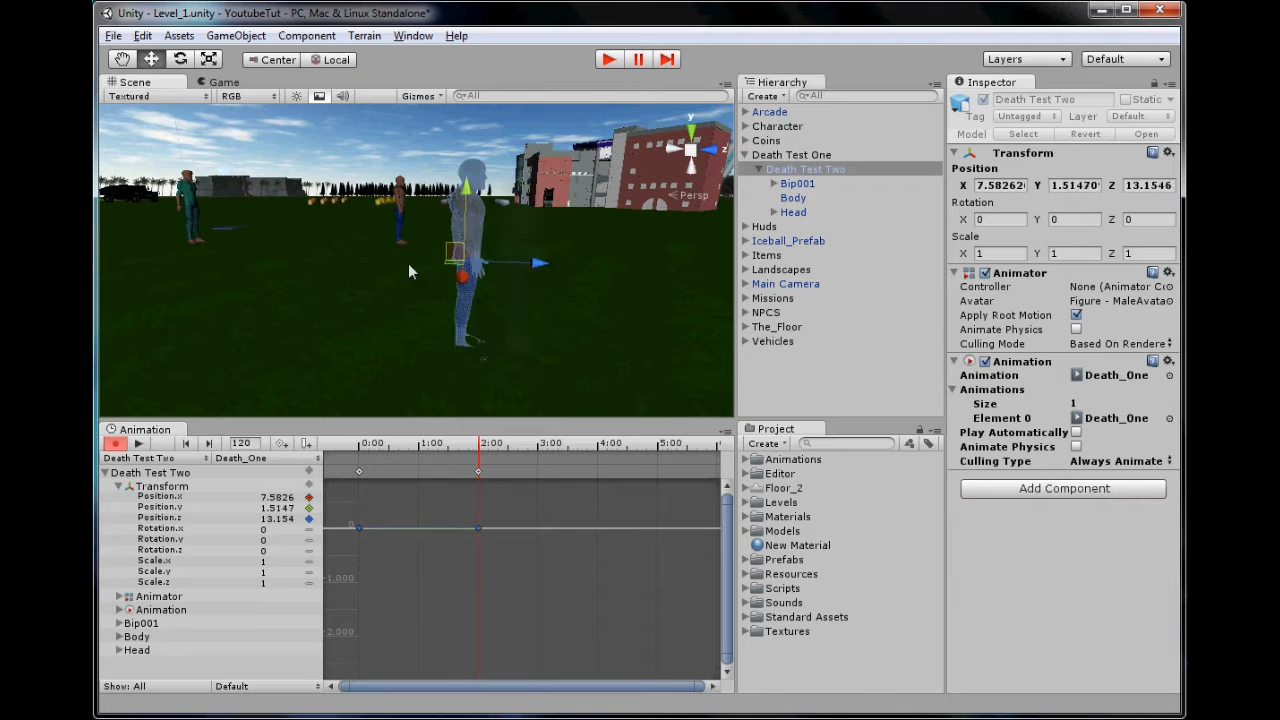 Unity - Level_1.unity - YoutubeTut - PC, Mac & Linux Standalone*
File Edit Assets GameObject Component Terrain Window Help
Center Local Layers Default
Scene Game
Textured RGB Gizmos All
y
z
Persp
Hierarchy
Create All
Arcade
Character
Coins
Death Test One
Death Test Two
Bip001
Body
Head
Huds
Iceball_Prefab
Items
Landscapes
Main Camera
Missions
NPCS
The_Floor
Vehicles
Inspector
Death Test Two Static
Tag Untagged Layer Default
Model Select Revert Open
Transform
Position
X 7.58262 Y 1.51470 Z 13.1546
Rotation
X 0 Y 0 Z 0
Scale
X 1 Y 1 Z 1
Animator
Controller None (Animator C
Avatar Figure - MaleAvata
Apply Root Motion
Animate Physics
Culling Mode Based On Rendere
Animation
Animation Death_One
Animations
Size 1
Element 0 Death_One
Play Automatically
Animate Physics
Culling Type Always Animate
Add Component
Animation
120 0:00 1:00 2:00 3:00 4:00 5:00
Death Test Two Death_One
Death Test Two
Transform
Position.x 7.5826
Position.y 1.5147
Position.z 13.154
Rotation.x 0
Rotation.y 0
Rotation.z 0
Scale.x 1
Scale.y 1
Scale.z 1
Animator
Animation
Bip001
Body
Head
Show: All Default
0
-1.000
-2.000
Project
Create
Animations
Editor
Floor_2
Levels
Materials
Models
New Material
Prefabs
Resources
Scripts
Sounds
Standard Assets
Textures